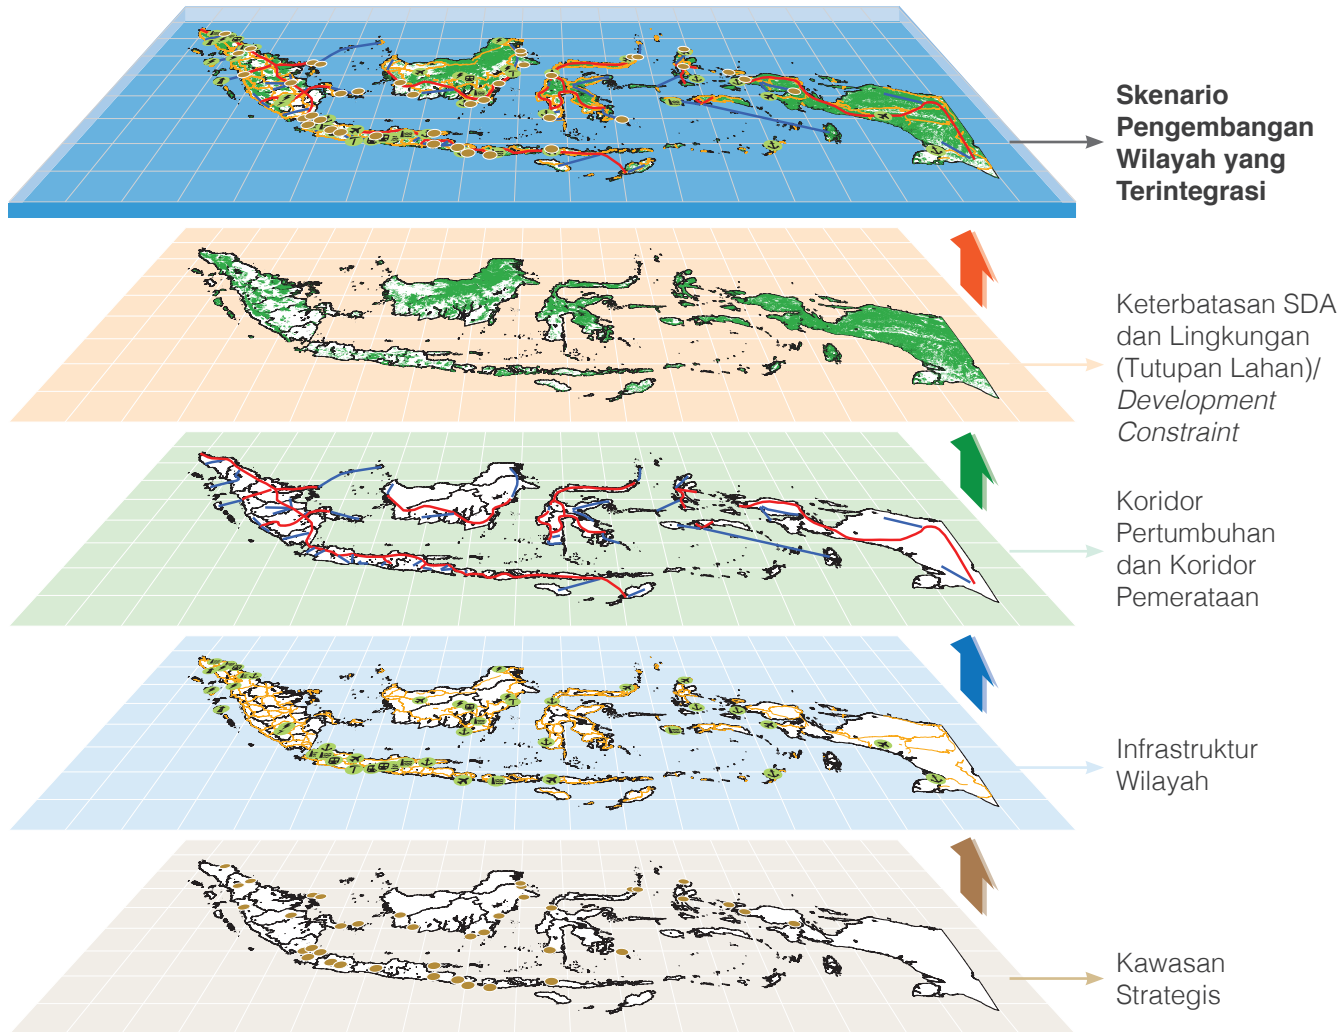 Skenario
Pengembangan
Wilayah yang
Terintegrasi
Keterbatasan SDA
dan Lingkungan
(Tutupan Lahan)/
Development
Constraint
Koridor
Pertumbuhan
dan Koridor
Pemerataan
Infrastruktur
Wilayah
Kawasan
Strategis